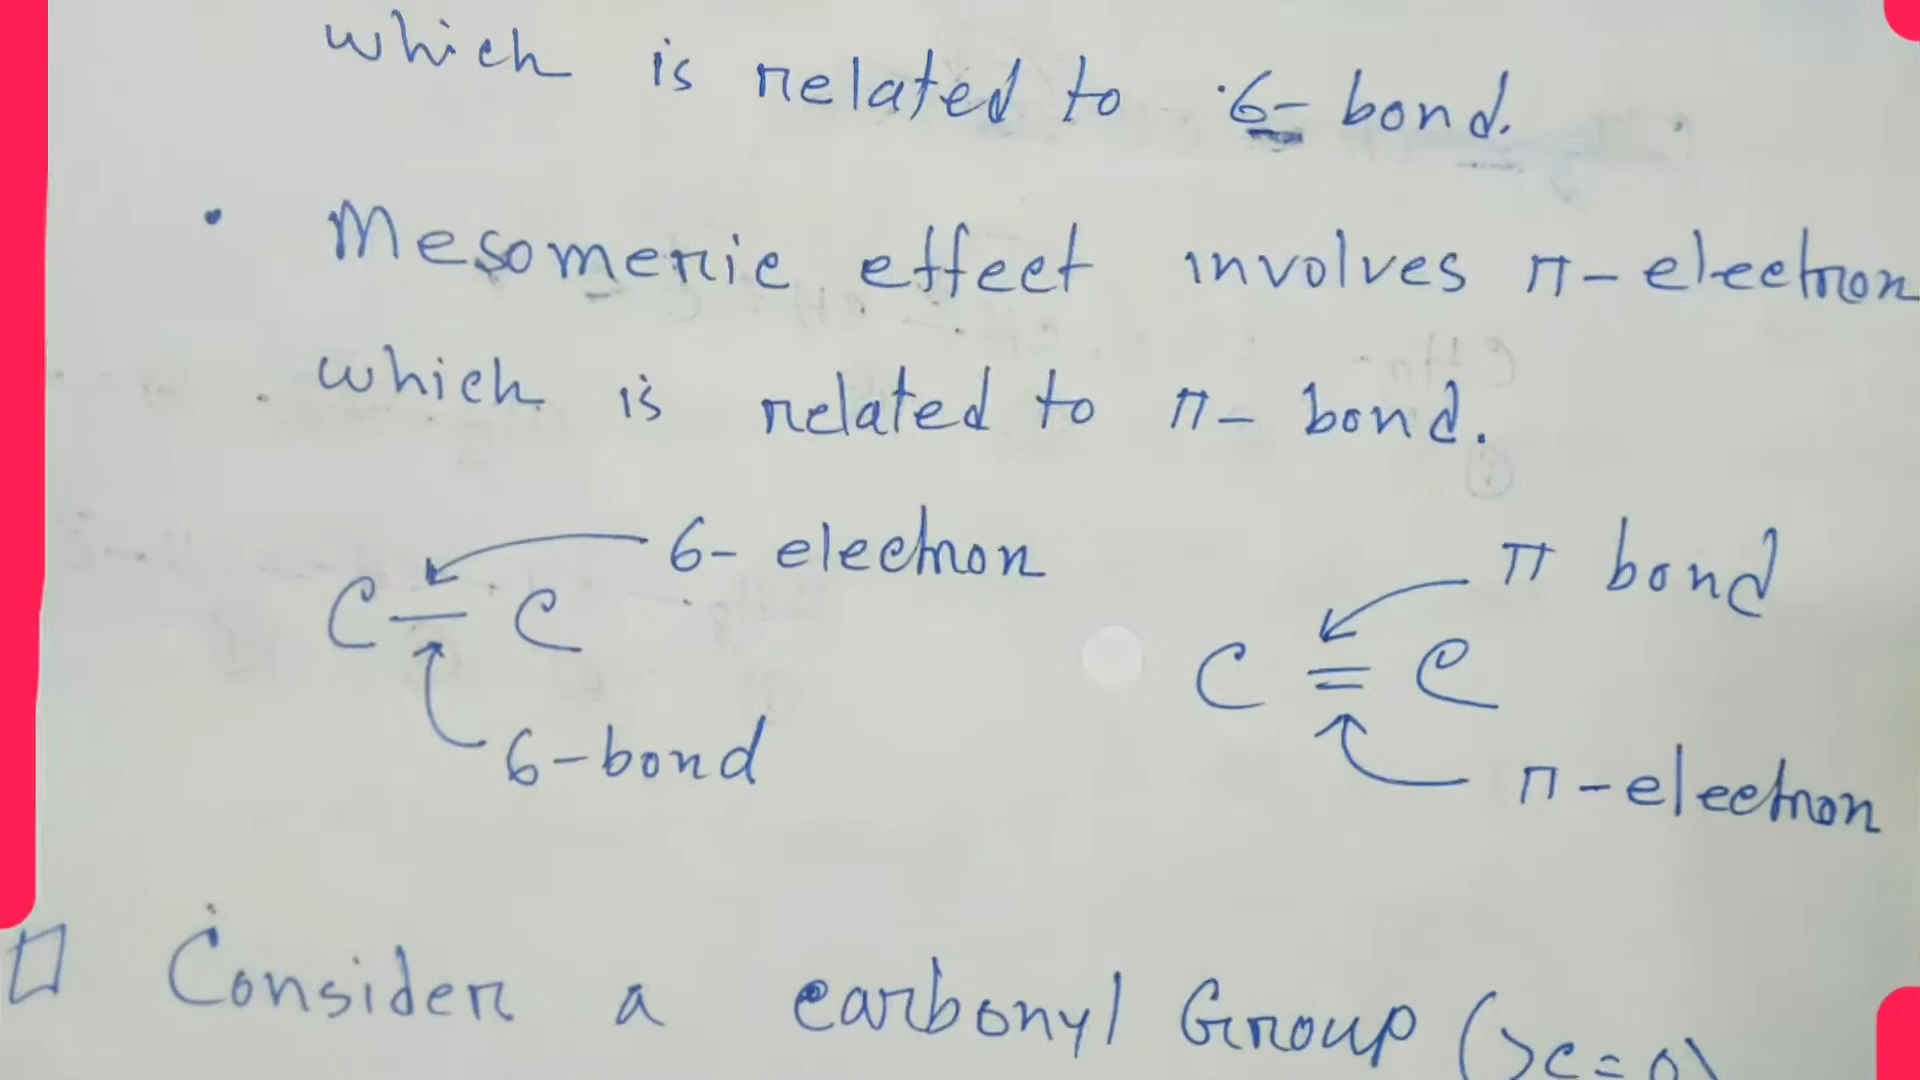 which is related to σ- bond.
• Mesomeric effect involves π-electron
which is related to π- bond.
σ- electron
π bond
C — C
C = C
σ-bond
π-electron
□ Consider a carbonyl Group (>c=o)